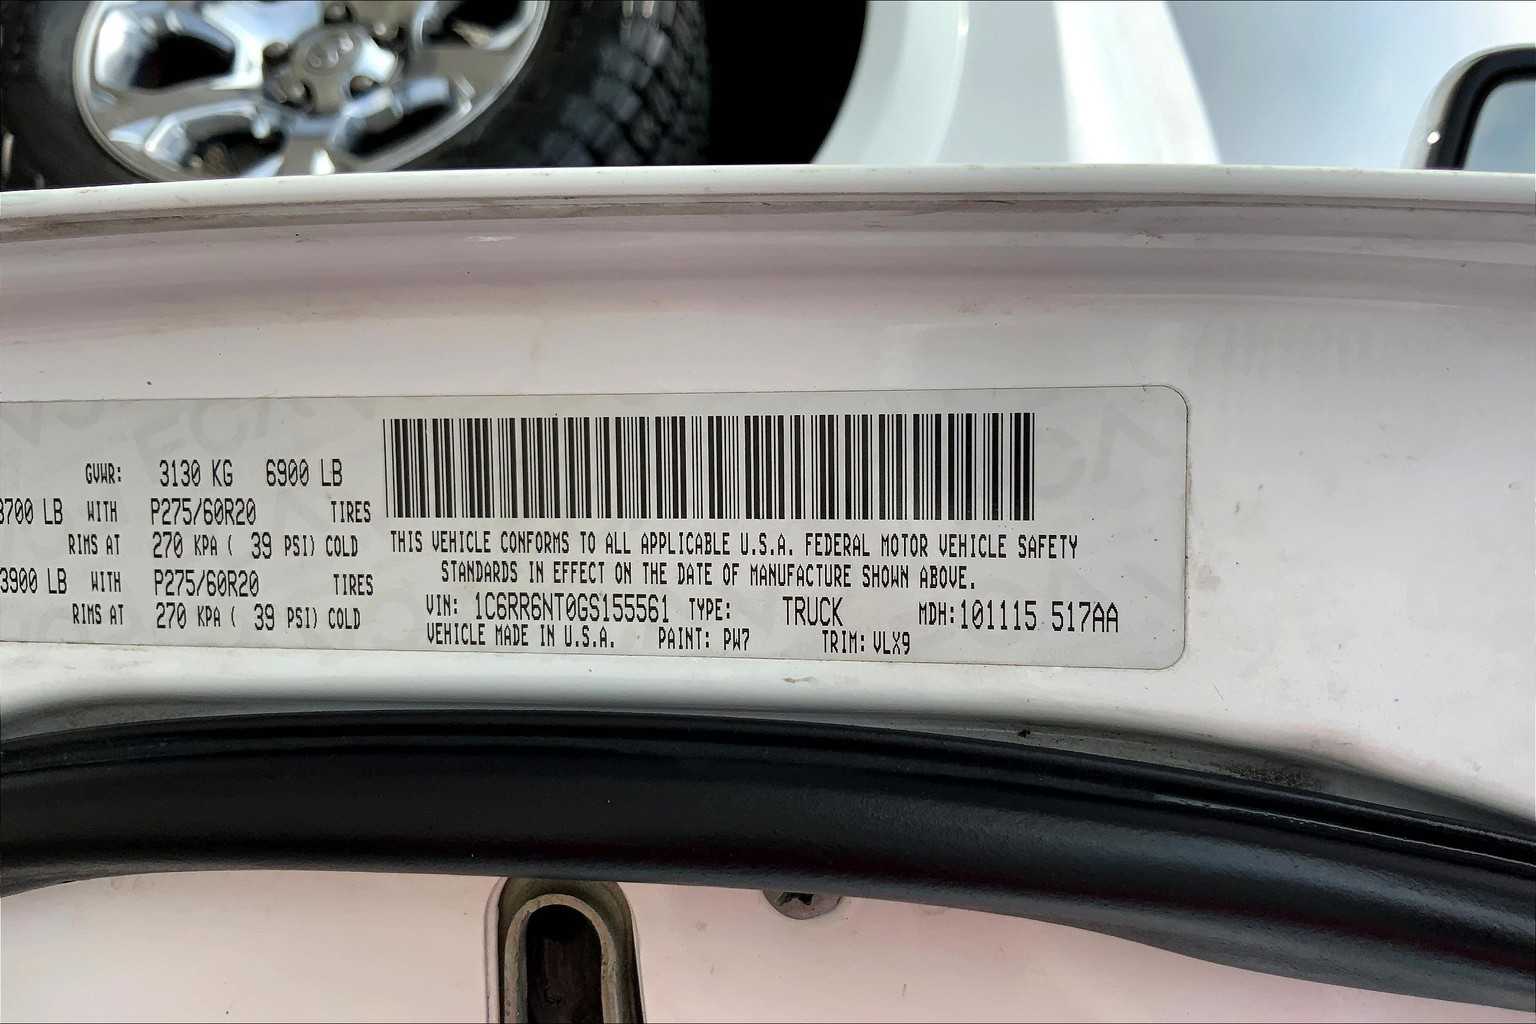 GVWR: 3130 KG 6900 LB
3700 LB WITH P275/60R20 TIRES
RIMS AT 270 KPA ( 39 PSI) COLD
3900 LB WITH P275/60R20 TIRES
RIMS AT 270 KPA ( 39 PSI) COLD
THIS VEHICLE CONFORMS TO ALL APPLICABLE U.S.A. FEDERAL MOTOR VEHICLE SAFETY
STANDARDS IN EFFECT ON THE DATE OF MANUFACTURE SHOWN ABOVE.
VIN: 1C6RR6NT0GS155561 TYPE: TRUCK MDH:101115 517AA
VEHICLE MADE IN U.S.A. PAINT: PW7 TRIM: VLX9